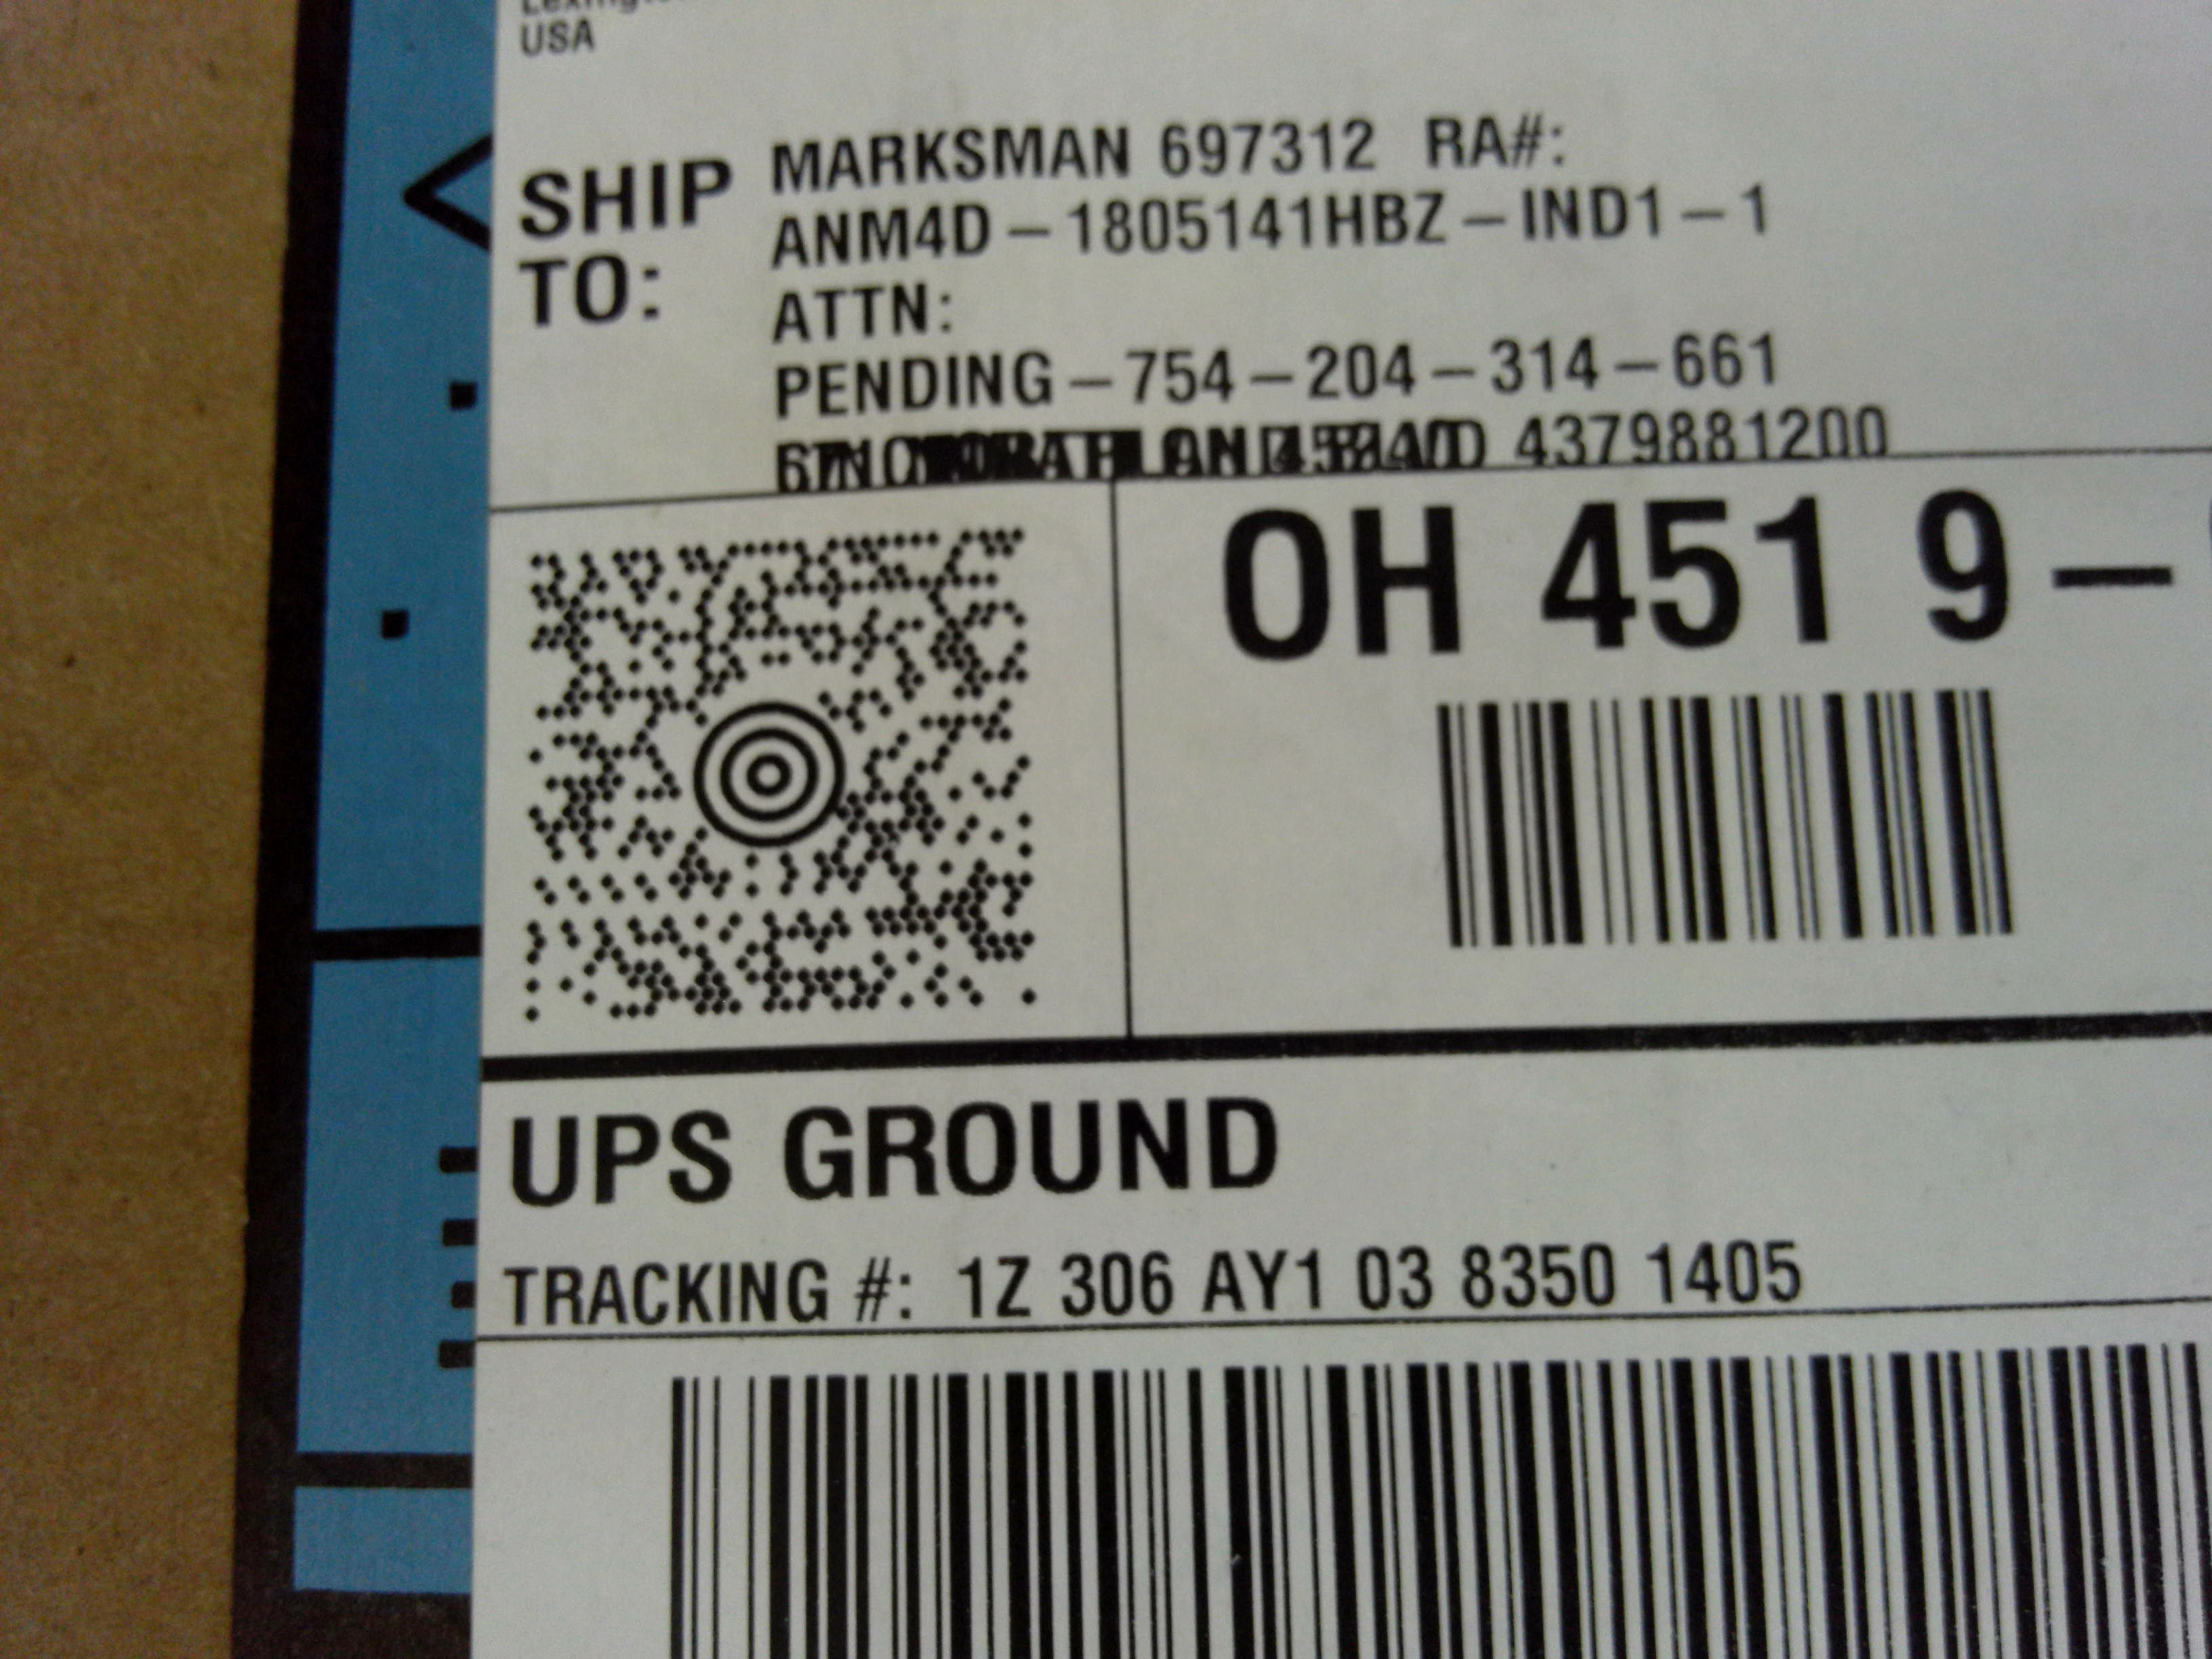 USA
SHIP TO:
MARKSMAN 697312 RA#:
ANM4D-1805141HBZ-IND1-1
ATTN:
PENDING-754-204-314-661
4379881200
OH 451 9-
UPS GROUND
TRACKING #: 1Z 306 AY1 03 8350 1405